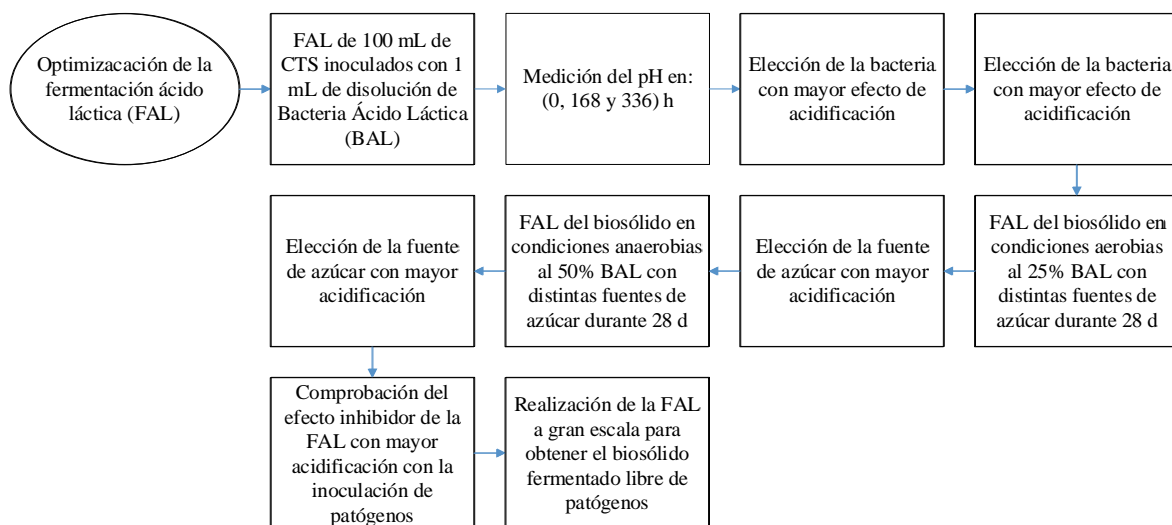 Optimizacación de la
fermentación ácido
láctica (FAL)
FAL de 100 mL de
CTS inoculados con 1
mL de disolución de
Bacteria Ácido Láctica
(BAL)
Medición del pH en:
(0, 168 y 336) h
Elección de la bacteria
con mayor efecto de
acidificación
Elección de la bacteria
con mayor efecto de
acidificación
FAL del biosólido en
condiciones aerobias
al 25% BAL con
distintas fuentes de
azúcar durante 28 d
Elección de la fuente
de azúcar con mayor
acidificación
FAL del biosólido en
condiciones anaerobias
al 50% BAL con
distintas fuentes de
azúcar durante 28 d
Elección de la fuente
de azúcar con mayor
acidificación
Comprobación del
efecto inhibidor de la
FAL con mayor
acidificación con la
inoculación de
patógenos
Realización de la FAL
a gran escala para
obtener el biosólido
fermentado libre de
patógenos